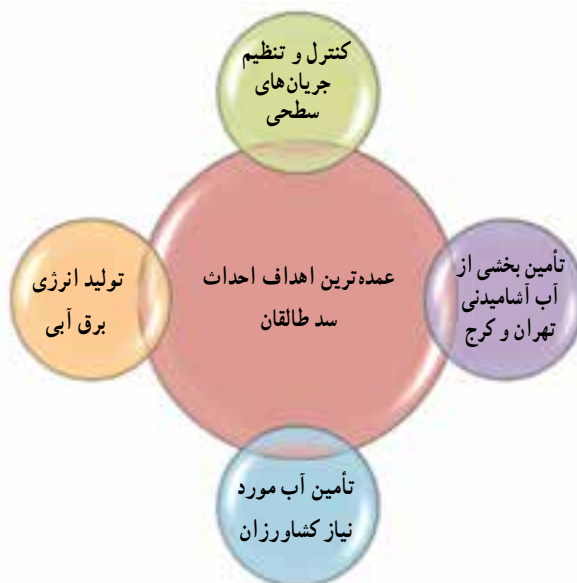 کنترل و تنظیم
جریان‌های
سطحی
عمده‌ترین اهداف احداث
سد طالقان
تأمین بخشی از
آب آشامیدنی
تهران و کرج
تولید انرژی
برق آبی
تأمین آب مورد
نیاز کشاورزان